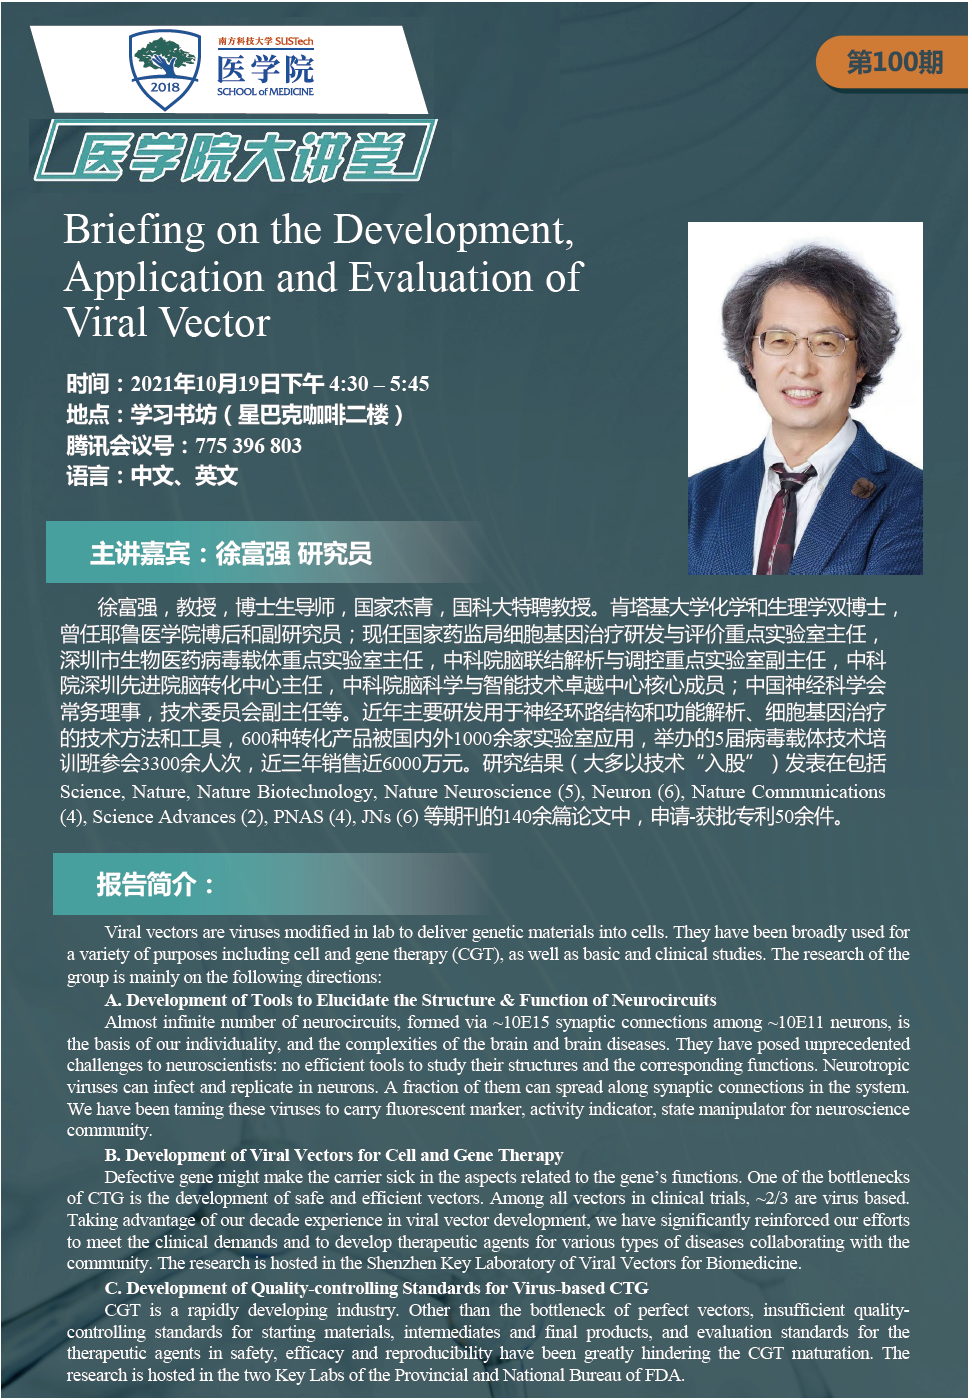 南方科技大学 SUSTech
医学院
SCHOOL of MEDICINE
2018
第100期
医学院大讲堂
Briefing on the Development,
Application and Evaluation of
Viral Vector
时间：2021年10月19日下午 4:30 – 5:45
地点：学习书坊（星巴克咖啡二楼）
腾讯会议号：775 396 803
语言：中文、英文
主讲嘉宾：徐富强 研究员
徐富强，教授，博士生导师，国家杰青，国科大特聘教授。肯塔基大学化学和生理学双博士，
曾任耶鲁医学院博后和副研究员；现任国家药监局细胞基因治疗研发与评价重点实验室主任，
深圳市生物医药病毒载体重点实验室主任，中科院脑联结解析与调控重点实验室副主任，中科
院深圳先进院脑转化中心主任，中科院脑科学与智能技术卓越中心核心成员；中国神经科学会
常务理事，技术委员会副主任等。近年主要研发用于神经环路结构和功能解析、细胞基因治疗
的技术方法和工具，600种转化产品被国内外1000余家实验室应用，举办的5届病毒载体技术培
训班参会3300余人次，近三年销售近6000万元。研究结果（大多以技术“入股”）发表在包括
Science, Nature, Nature Biotechnology, Nature Neuroscience (5), Neuron (6), Nature Communications
(4), Science Advances (2), PNAS (4), JNs (6) 等期刊的140余篇论文中，申请-获批专利50余件。
报告简介：
Viral vectors are viruses modified in lab to deliver genetic materials into cells. They have been broadly used for
a variety of purposes including cell and gene therapy (CGT), as well as basic and clinical studies. The research of the
group is mainly on the following directions:
A. Development of Tools to Elucidate the Structure & Function of Neurocircuits
Almost infinite number of neurocircuits, formed via ~10E15 synaptic connections among ~10E11 neurons, is
the basis of our individuality, and the complexities of the brain and brain diseases. They have posed unprecedented
challenges to neuroscientists: no efficient tools to study their structures and the corresponding functions. Neurotropic
viruses can infect and replicate in neurons. A fraction of them can spread along synaptic connections in the system.
We have been taming these viruses to carry fluorescent marker, activity indicator, state manipulator for neuroscience
community.
B. Development of Viral Vectors for Cell and Gene Therapy
Defective gene might make the carrier sick in the aspects related to the gene’s functions. One of the bottlenecks
of CTG is the development of safe and efficient vectors. Among all vectors in clinical trials, ~2/3 are virus based.
Taking advantage of our decade experience in viral vector development, we have significantly reinforced our efforts
to meet the clinical demands and to develop therapeutic agents for various types of diseases collaborating with the
community. The research is hosted in the Shenzhen Key Laboratory of Viral Vectors for Biomedicine.
C. Development of Quality-controlling Standards for Virus-based CTG
CGT is a rapidly developing industry. Other than the bottleneck of perfect vectors, insufficient quality-
controlling standards for starting materials, intermediates and final products, and evaluation standards for the
therapeutic agents in safety, efficacy and reproducibility have been greatly hindering the CGT maturation. The
research is hosted in the two Key Labs of the Provincial and National Bureau of FDA.